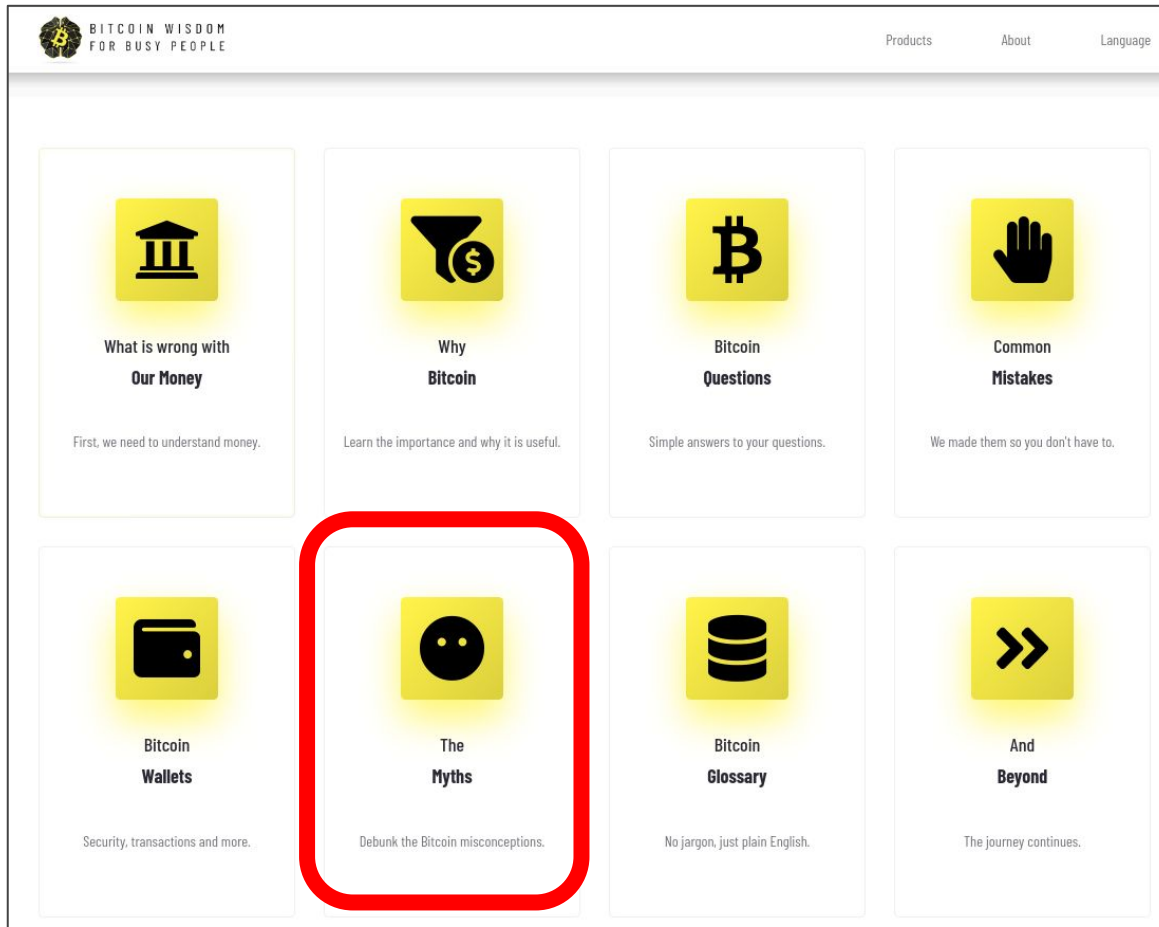 BITCOIN WISDOM
FOR BUSY PEOPLE
Products
About
Language
What is wrong with
Our Money
First, we need to understand money.
Why
Bitcoin
Learn the importance and why it is useful.
Bitcoin
Questions
Simple answers to your questions.
Common
Mistakes
We made them so you don't have to.
Bitcoin
Wallets
Security, transactions and more.
The
Myths
Debunk the Bitcoin misconceptions.
Bitcoin
Glossary
No jargon, just plain English.
And
Beyond
The journey continues.